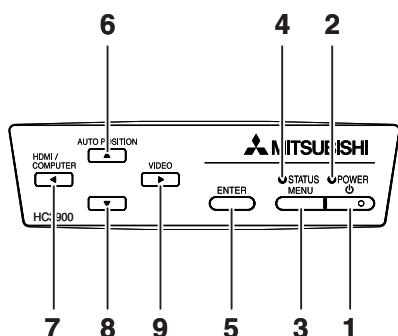 6 4 2
AUTO POSITION
MITSUBISHI
HDMI /
COMPUTER
VIDEO
STATUS
POWER
MENU
ENTER
HC3900
7 8 9 5 3 1